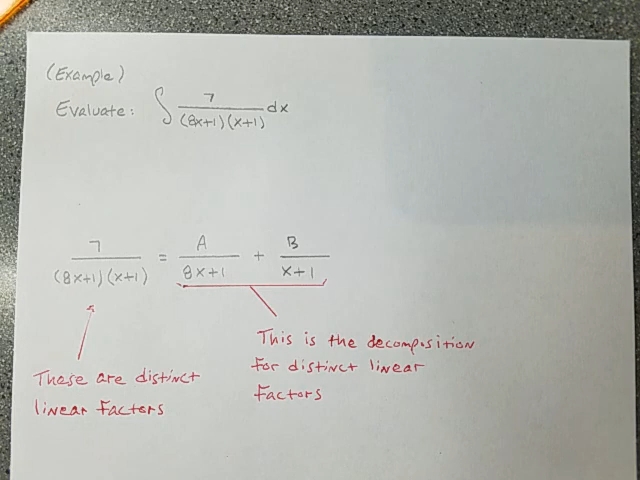 (Example)
Evaluate: ∫ 7/((8x+1)(x+1)) dx
7/((8x+1)(x+1)) = A/(8x+1) + B/(x+1)
This is the decomposition
for distinct linear
factors
These are distinct
linear factors